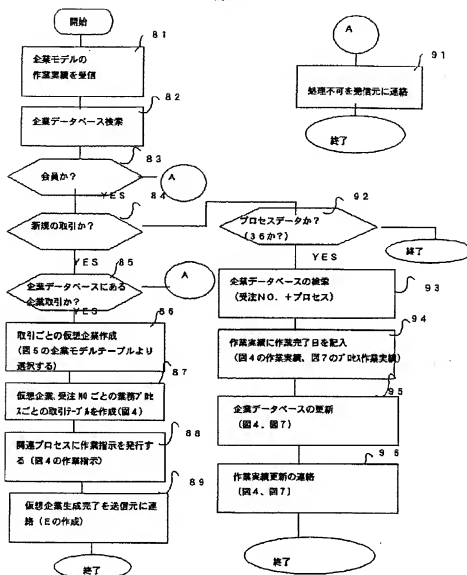 開始
81
企業モデルの
作業実績を受信
82
企業データベース検索
83
会員か?
A
YES
84
新規の取引か?
YES
85
企業データベースにある
企業取引か?
A
YES
86
取引ごとの仮想企業作成
(図5の企業モデルテーブルより
選択する)
87
仮想企業、受注NOごとの業務プロセ
スごとの取引テーブルを作成(図4)
88
関連プロセスに作業指示を発行す
る(図4の作業指示)
89
仮想企業生成完了を送信元に連
絡(Eの作成)
終了
A
91
処理不可を発信元に連絡
終了
92
プロセスデータか?
(36か?)
終了
YES
企業データベースの検索
(受注NO.+プロセス)
93
94
作業実績に作業完了日を記入
(図4の作業実績、図7のプロセス作業実績)
95
企業データベースの更新
(図4、図7)
96
作業実績更新の連絡
(図4、図7)
終了